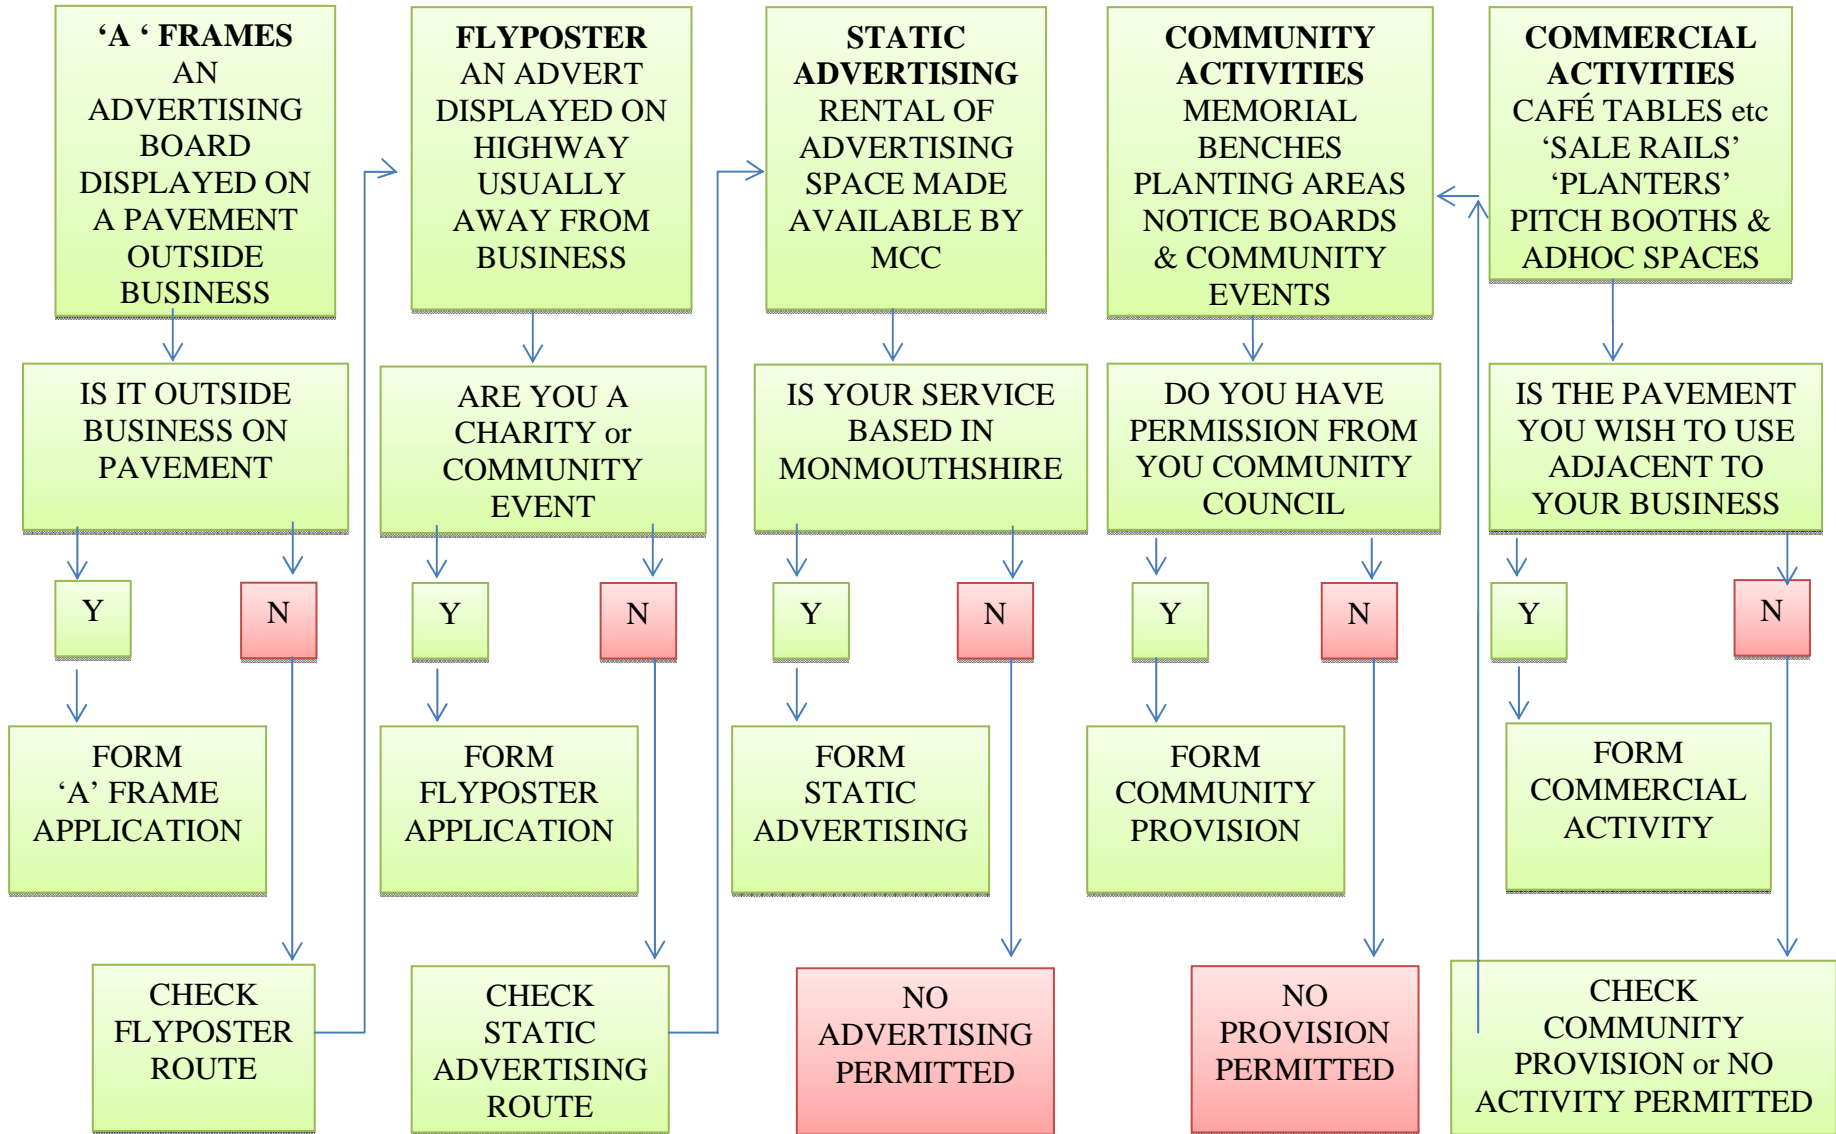 ‘A ‘ FRAMES
AN
ADVERTISING
BOARD
DISPLAYED ON
A PAVEMENT
OUTSIDE
BUSINESS
FLYPOSTER
AN ADVERT
DISPLAYED ON
HIGHWAY
USUALLY
AWAY FROM
BUSINESS
STATIC
ADVERTISING
RENTAL OF
ADVERTISING
SPACE MADE
AVAILABLE BY
MCC
COMMUNITY
ACTIVITIES
MEMORIAL
BENCHES
PLANTING AREAS
NOTICE BOARDS
& COMMUNITY
EVENTS
COMMERCIAL
ACTIVITIES
CAFÉ TABLES etc
‘SALE RAILS’
‘PLANTERS’
PITCH BOOTHS &
ADHOC SPACES
IS IT OUTSIDE
BUSINESS ON
PAVEMENT
ARE YOU A
CHARITY or
COMMUNITY
EVENT
IS YOUR SERVICE
BASED IN
MONMOUTHSHIRE
DO YOU HAVE
PERMISSION FROM
YOU COMMUNITY
COUNCIL
IS THE PAVEMENT
YOU WISH TO USE
ADJACENT TO
YOUR BUSINESS
Y
N
Y
N
Y
N
Y
N
Y
N
FORM
‘A’ FRAME
APPLICATION
FORM
FLYPOSTER
APPLICATION
FORM
STATIC
ADVERTISING
FORM
COMMUNITY
PROVISION
FORM
COMMERCIAL
ACTIVITY
CHECK
FLYPOSTER
ROUTE
CHECK
STATIC
ADVERTISING
ROUTE
NO
ADVERTISING
PERMITTED
NO
PROVISION
PERMITTED
CHECK
COMMUNITY
PROVISION or NO
ACTIVITY PERMITTED